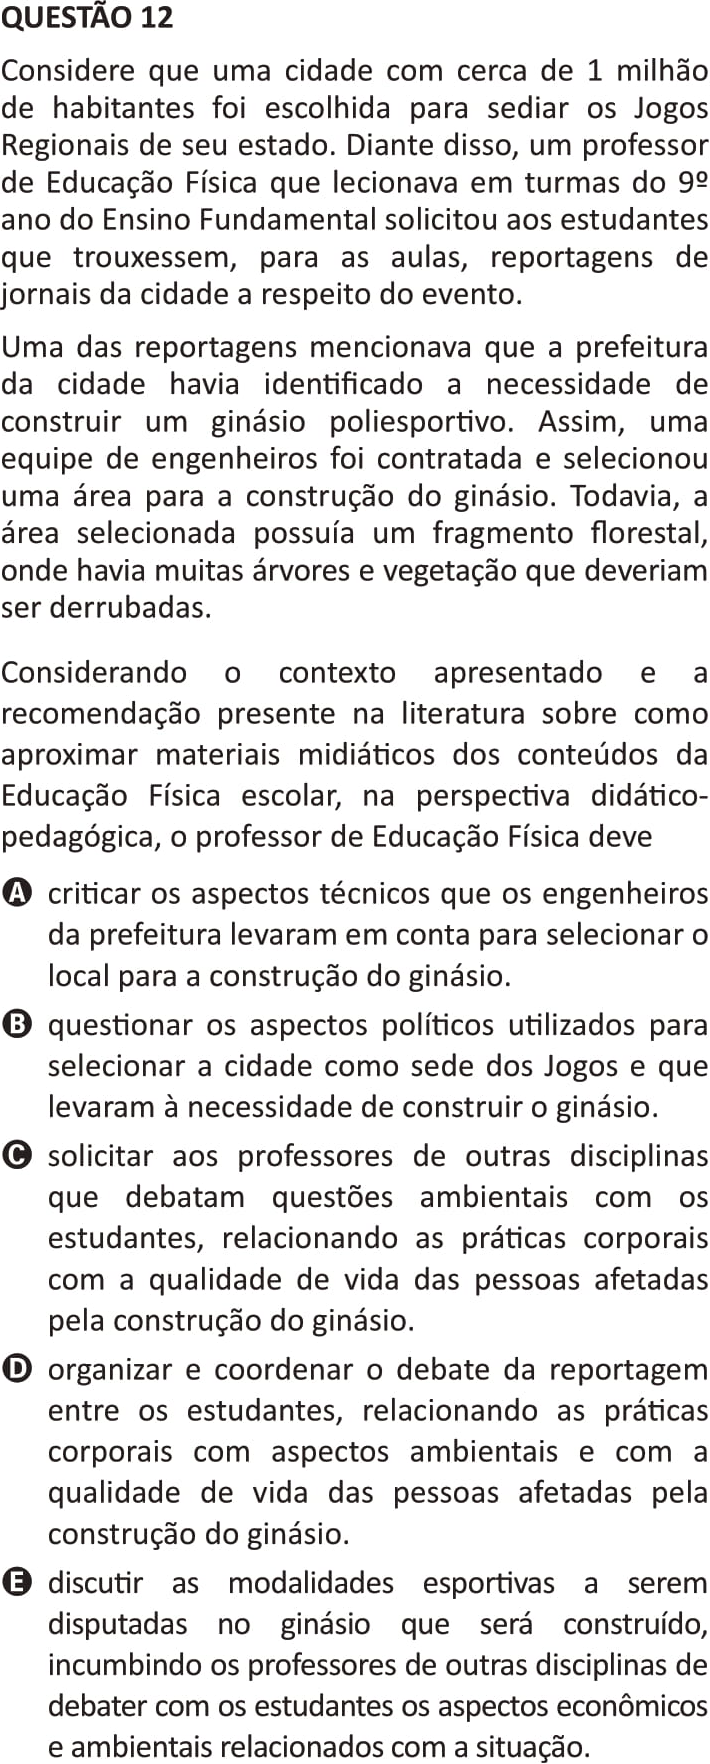 QUESTÃO 12
Considere que uma cidade com cerca de 1 milhão
de habitantes foi escolhida para sediar os Jogos
Regionais de seu estado. Diante disso, um professor
de Educação Física que lecionava em turmas do 9º
ano do Ensino Fundamental solicitou aos estudantes
que trouxessem, para as aulas, reportagens de
jornais da cidade a respeito do evento.
Uma das reportagens mencionava que a prefeitura
da cidade havia identificado a necessidade de
construir um ginásio poliesportivo. Assim, uma
equipe de engenheiros foi contratada e selecionou
uma área para a construção do ginásio. Todavia, a
área selecionada possuía um fragmento florestal,
onde havia muitas árvores e vegetação que deveriam
ser derrubadas.
Considerando o contexto apresentado e a
recomendação presente na literatura sobre como
aproximar materiais midiáticos dos conteúdos da
Educação Física escolar, na perspectiva didático-
pedagógica, o professor de Educação Física deve
A criticar os aspectos técnicos que os engenheiros
da prefeitura levaram em conta para selecionar o
local para a construção do ginásio.
B questionar os aspectos políticos utilizados para
selecionar a cidade como sede dos Jogos e que
levaram à necessidade de construir o ginásio.
C solicitar aos professores de outras disciplinas
que debatam questões ambientais com os
estudantes, relacionando as práticas corporais
com a qualidade de vida das pessoas afetadas
pela construção do ginásio.
D organizar e coordenar o debate da reportagem
entre os estudantes, relacionando as práticas
corporais com aspectos ambientais e com a
qualidade de vida das pessoas afetadas pela
construção do ginásio.
E discutir as modalidades esportivas a serem
disputadas no ginásio que será construído,
incumbindo os professores de outras disciplinas de
debater com os estudantes os aspectos econômicos
e ambientais relacionados com a situação.